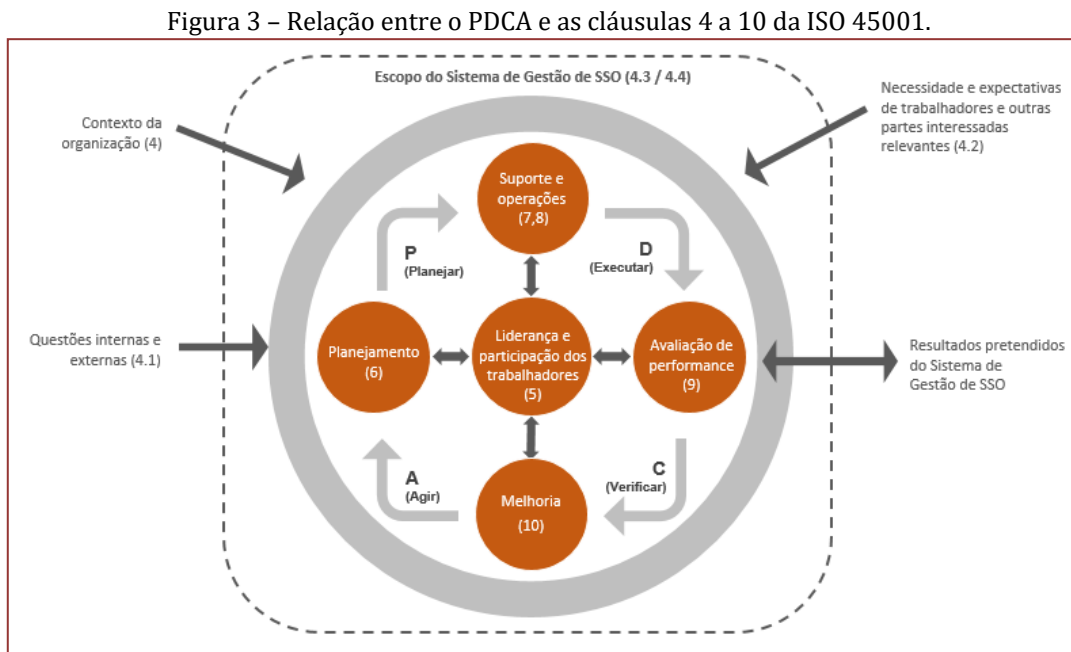 Figura 3 – Relação entre o PDCA e as cláusulas 4 a 10 da ISO 45001.
Escopo do Sistema de Gestão de SSO (4.3 / 4.4)
Contexto da
organização (4)
Necessidade e expectativas
de trabalhadores e outras
partes interessadas
relevantes (4.2)
Suporte e
operações
(7,8)
P
(Planejar)
D
(Executar)
Questões internas e
externas (4.1)
Planejamento
(6)
Liderança e
participação dos
trabalhadores
(5)
Avaliação de
performance
(9)
Resultados pretendidos
do Sistema de
Gestão de SSO
A
(Agir)
C
(Verificar)
Melhoria
(10)